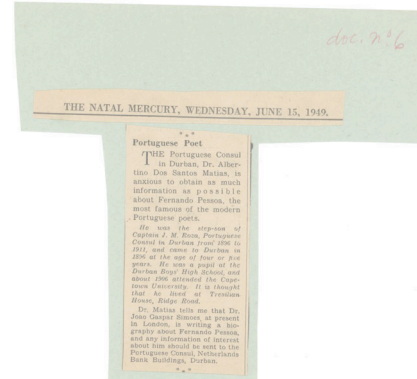 doc. nº 6
THE NATAL MERCURY, WEDNESDAY, JUNE 15, 1949.
Portuguese Poet
THE Portuguese Consul
in Durban, Dr. Alber-
tino Dos Santos Matias, is
anxious to obtain as much
information as possible
about Fernando Pessoa, the
most famous of the modern
Portuguese poets.
He was the step-son of
Captain J. M. Rosa, Portuguese
Consul in Durban from 1896 to
1911, and came to Durban in
1896 at the age of four or five
years. He was a pupil at the
Durban Boys' High School, and
about 1906 attended the Cape-
town University. It is thought
that he lived at Tresilian
House, Ridge Road.
Dr. Matias tells me that Dr.
Joao Gaspar Simoes, at present
in London, is writing a bio-
graphy about Fernando Pessoa,
and any information of interest
about him should be sent to the
Portuguese Consul, Netherlands
Bank Buildings, Durban.